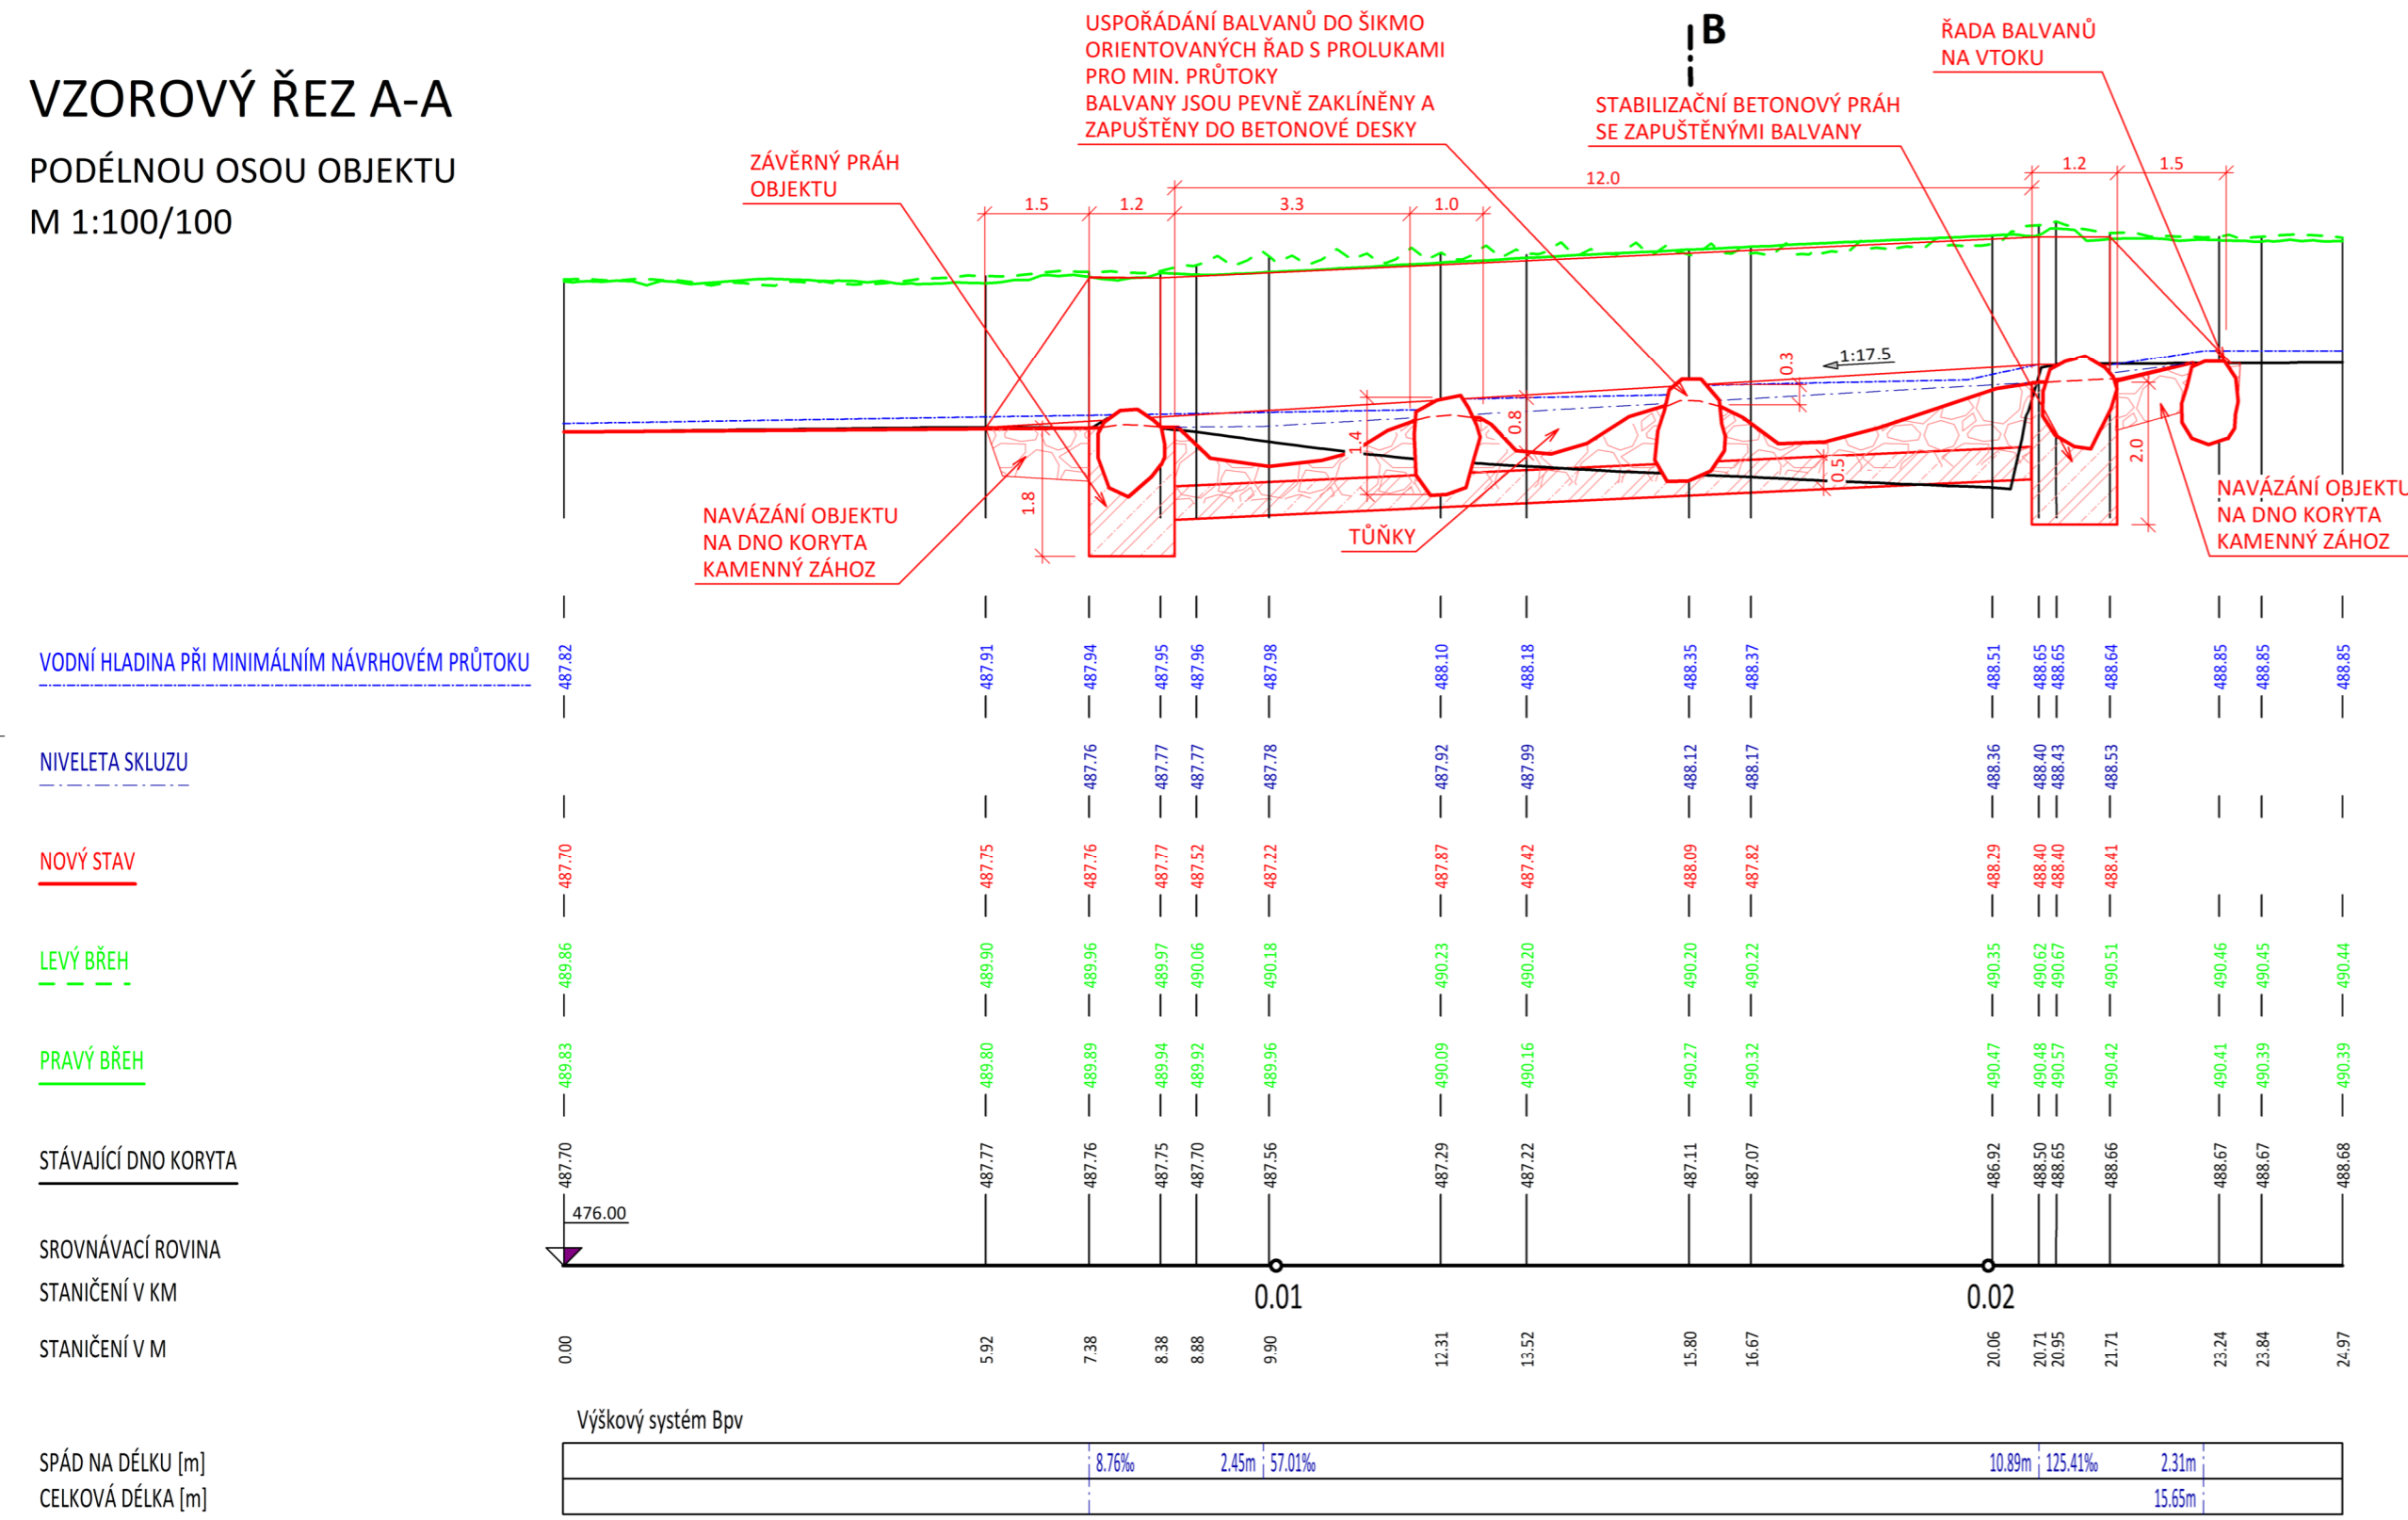 VZOROVÝ ŘEZ A-A
PODÉLNOU OSOU OBJEKTU
M 1:100/100
USPOŘÁDÁNÍ BALVANŮ DO ŠIKMO
ORIENTOVANÝCH ŘAD S PROLUKAMI
PRO MIN. PRŮTOKY
BALVANY JSOU PEVNĚ ZAKLÍNĚNY A
ZAPUŠTĚNY DO BETONOVÉ DESKY
B
ŘADA BALVANŮ
NA VTOKU
STABILIZAČNÍ BETONOVÝ PRÁH
SE ZAPUŠTĚNÝMI BALVANY
ZÁVĚRNÝ PRÁH
OBJEKTU
12.0
1.2 1.5
1.5 1.2 3.3 1.0
1:17.5
0.3
0.8
1.4
0.5
2.0
1.8
NAVÁZÁNÍ OBJEKTU
NA DNO KORYTA
KAMENNÝ ZÁHOZ
TŮŇKY
NAVÁZÁNÍ OBJEKTU
NA DNO KORYTA
KAMENNÝ ZÁHOZ
VODNÍ HLADINA PŘI MINIMÁLNÍM NÁVRHOVÉM PRŮTOKU 487.82 487.91 487.94 487.95 487.96 487.98 488.10 488.18 488.35 488.37 488.51 488.65 488.65 488.64 488.85 488.85 488.85
NIVELETA SKLUZU 487.76 487.77 487.77 487.78 487.92 487.99 488.12 488.17 488.36 488.40 488.43 488.53
NOVÝ STAV 487.70 487.75 487.76 487.77 487.52 487.22 487.87 487.42 488.09 487.82 488.29 488.40 488.40 488.41
LEVÝ BŘEH 489.86 489.90 489.96 489.97 490.06 490.18 490.23 490.20 490.20 490.22 490.35 490.62 490.67 490.51 490.46 490.45 490.44
PRAVÝ BŘEH 489.83 489.80 489.89 489.94 489.92 489.96 490.09 490.16 490.27 490.32 490.47 490.48 490.57 490.42 490.41 490.39 490.39
STÁVAJÍCÍ DNO KORYTA 487.70 487.77 487.76 487.75 487.70 487.56 487.29 487.22 487.11 487.07 486.92 488.50 488.65 488.66 488.67 488.67 488.68
476.00
SROVNÁVACÍ ROVINA
STANIČENÍ V KM 0.01 0.02
STANIČENÍ V M 0.00 5.92 7.38 8.38 8.88 9.90 12.31 13.52 15.80 16.67 20.06 20.71 20.95 21.71 23.24 23.84 24.97
Výškový systém Bpv
SPÁD NA DÉLKU [m] 8.76‰ 2.45m 57.01‰ 10.89m 125.41‰ 2.31m
CELKOVÁ DÉLKA [m] 15.65m